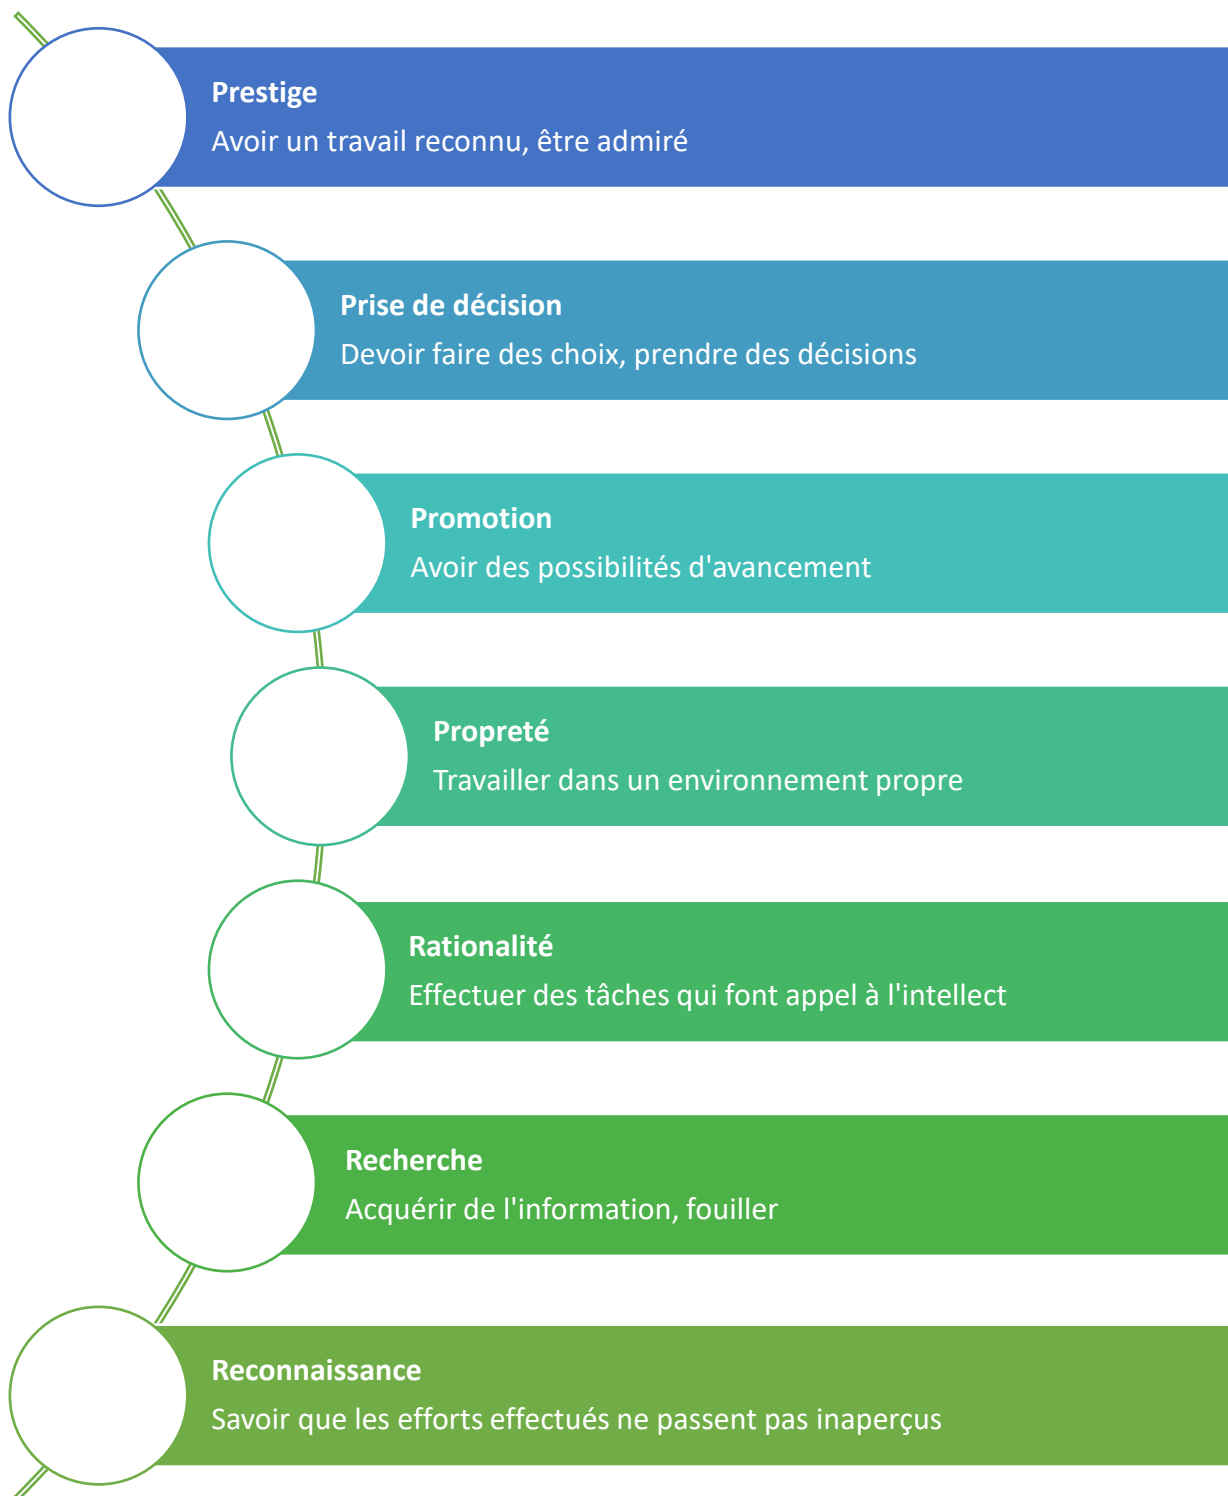 Prestige
Avoir un travail reconnu, être admiré
Prise de décision
Devoir faire des choix, prendre des décisions
Promotion
Avoir des possibilités d'avancement
Propreté
Travailler dans un environnement propre
Rationalité
Effectuer des tâches qui font appel à l'intellect
Recherche
Acquérir de l'information, fouiller
Reconnaissance
Savoir que les efforts effectués ne passent pas inaperçus